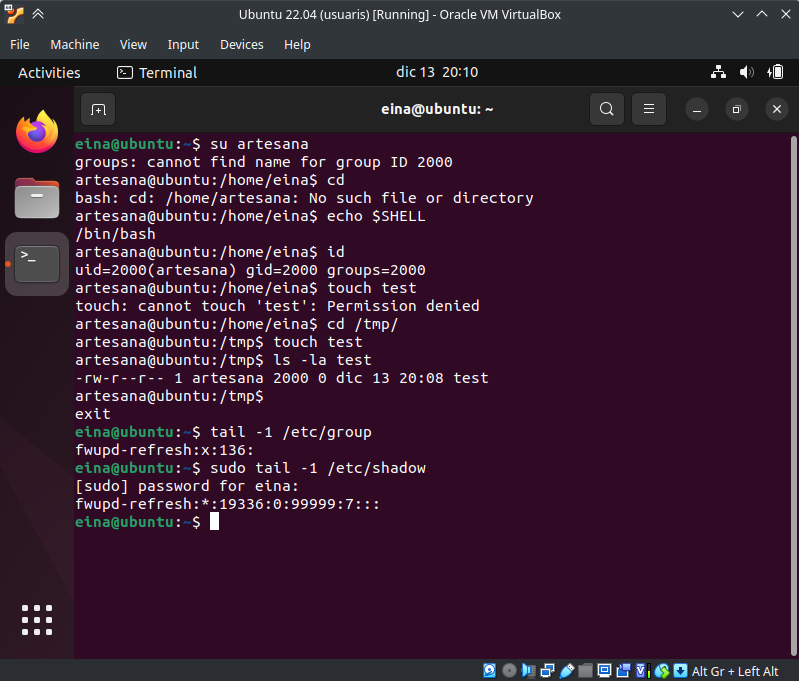 Ubuntu 22.04 (usuaris) [Running] - Oracle VM VirtualBox
File Machine View Input Devices Help
Activities Terminal dic 13 20:10
eina@ubuntu: ~
eina@ubuntu:~$ su artesana
groups: cannot find name for group ID 2000
artesana@ubuntu:/home/eina$ cd
bash: cd: /home/artesana: No such file or directory
artesana@ubuntu:/home/eina$ echo $SHELL
/bin/bash
artesana@ubuntu:/home/eina$ id
uid=2000(artesana) gid=2000 groups=2000
artesana@ubuntu:/home/eina$ touch test
touch: cannot touch 'test': Permission denied
artesana@ubuntu:/home/eina$ cd /tmp/
artesana@ubuntu:/tmp$ touch test
artesana@ubuntu:/tmp$ ls -la test
-rw-r--r-- 1 artesana 2000 0 dic 13 20:08 test
artesana@ubuntu:/tmp$
exit
eina@ubuntu:~$ tail -1 /etc/group
fwupd-refresh:x:136:
eina@ubuntu:~$ sudo tail -1 /etc/shadow
[sudo] password for eina:
fwupd-refresh:*:19336:0:99999:7:::
eina@ubuntu:~$
>_
Alt Gr + Left Alt